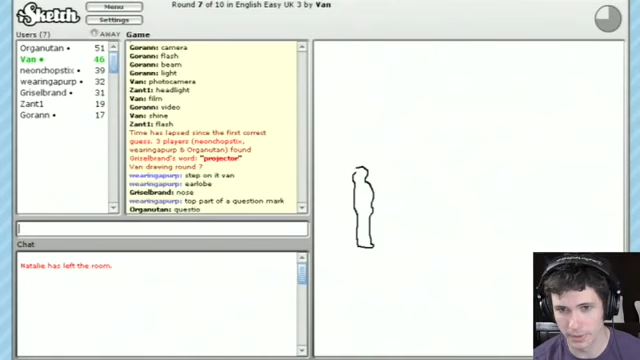 Round 7 of 10 in English Easy UK 3 by Van
iSketch
Menu
Settings
Users (7)
AWAY
Game
Organutan 51
Van 46
neonchopstix 39
wearingapurp 32
Griselbrand 31
Zant1 19
Gorann 17
Gorann: camera
Gorann: flash
Gorann: beam
Gorann: light
Van: photocamera
Zant1: headlight
Van: film
Gorann: video
Van: shine
Zant1: flash
Time has lapsed since the first correct
guess. 3 players (neonchopstix,
wearingapurp & Organutan) found
Griselbrand's word: "projector"
Van drawing round 7
wearingapurp: step on it van
wearingapurp: earlobe
Griselbrand: nose
wearingapurp: top part of a question mark
Organutan: questio
Chat
Natalie has left the room.